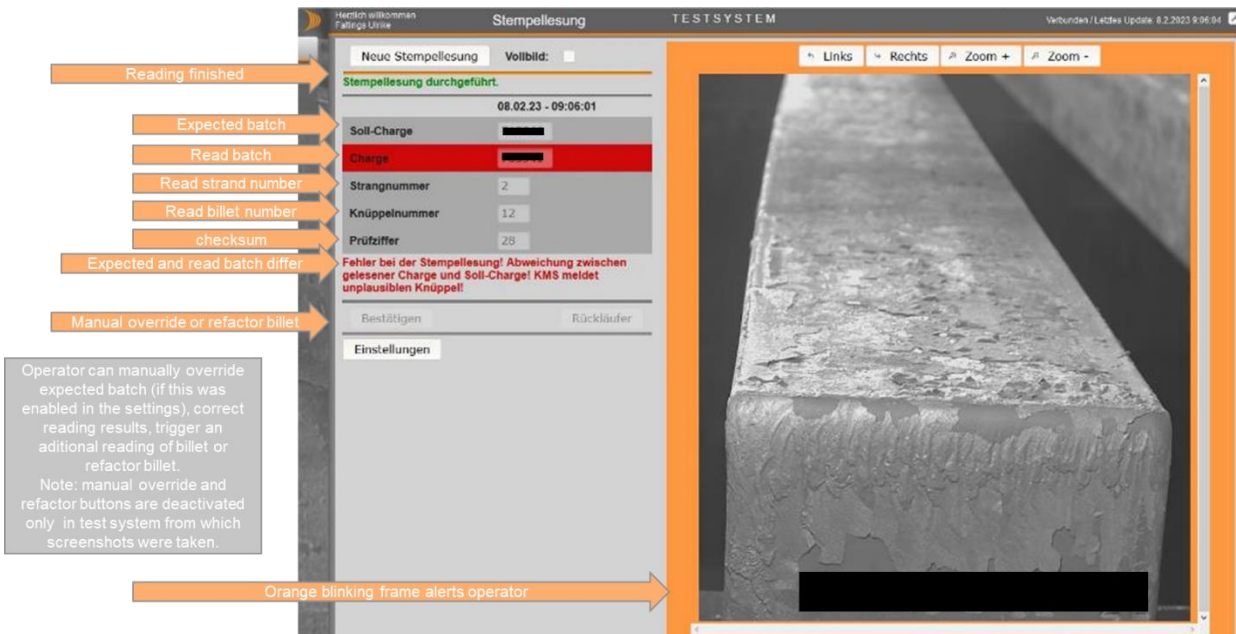 Herzlich willkommen
Faltings Ulrike
Stempellesung
TESTSYSTEM
Verbunden / Letztes Update: 8.2.2023 9:06:04
Neue Stempellesung
Vollbild:
Links
Rechts
Zoom +
Zoom -
Reading finished
Stempellesung durchgeführt.
08.02.23 - 09:06:01
Expected batch
Soll-Charge
Read batch
Charge
Read strand number
Strangnummer
2
Read billet number
Knüppelnummer
12
checksum
Prüfziffer
28
Expected and read batch differ
Fehler bei der Stempellesung! Abweichung zwischen
gelesener Charge und Soll-Charge! KMS meldet
unplausiblen Knüppel!
Manual override or refactor billet
Bestätigen
Rückläufer
Einstellungen
Operator can manually override
expected batch (if this was
enabled in the settings), correct
reading results, trigger an
aditional reading of billet or
refactor billet.
Note: manual override and
refactor buttons are deactivated
only in test system from which
screenshots were taken.
Orange blinking frame alerts operator